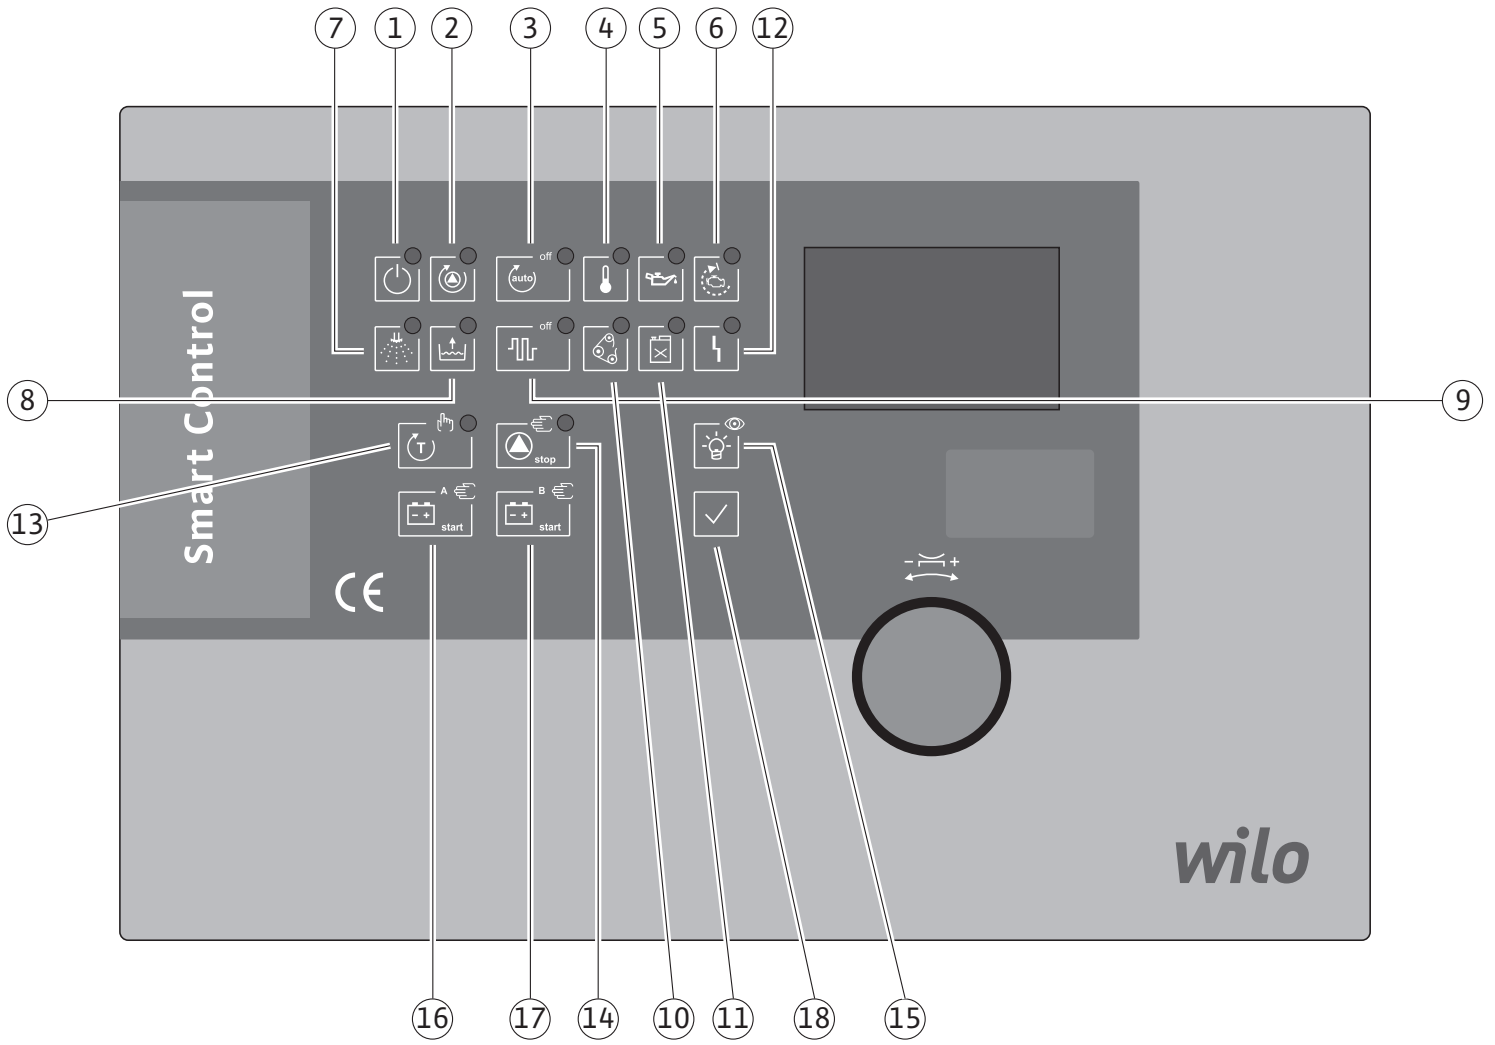 7 1 2 3 4 5 6 12
off
auto
off
8
9
T
stop
A
start
B
start
13
Smart Control
CE
- +
wilo
16 17 14 10 11 18 15